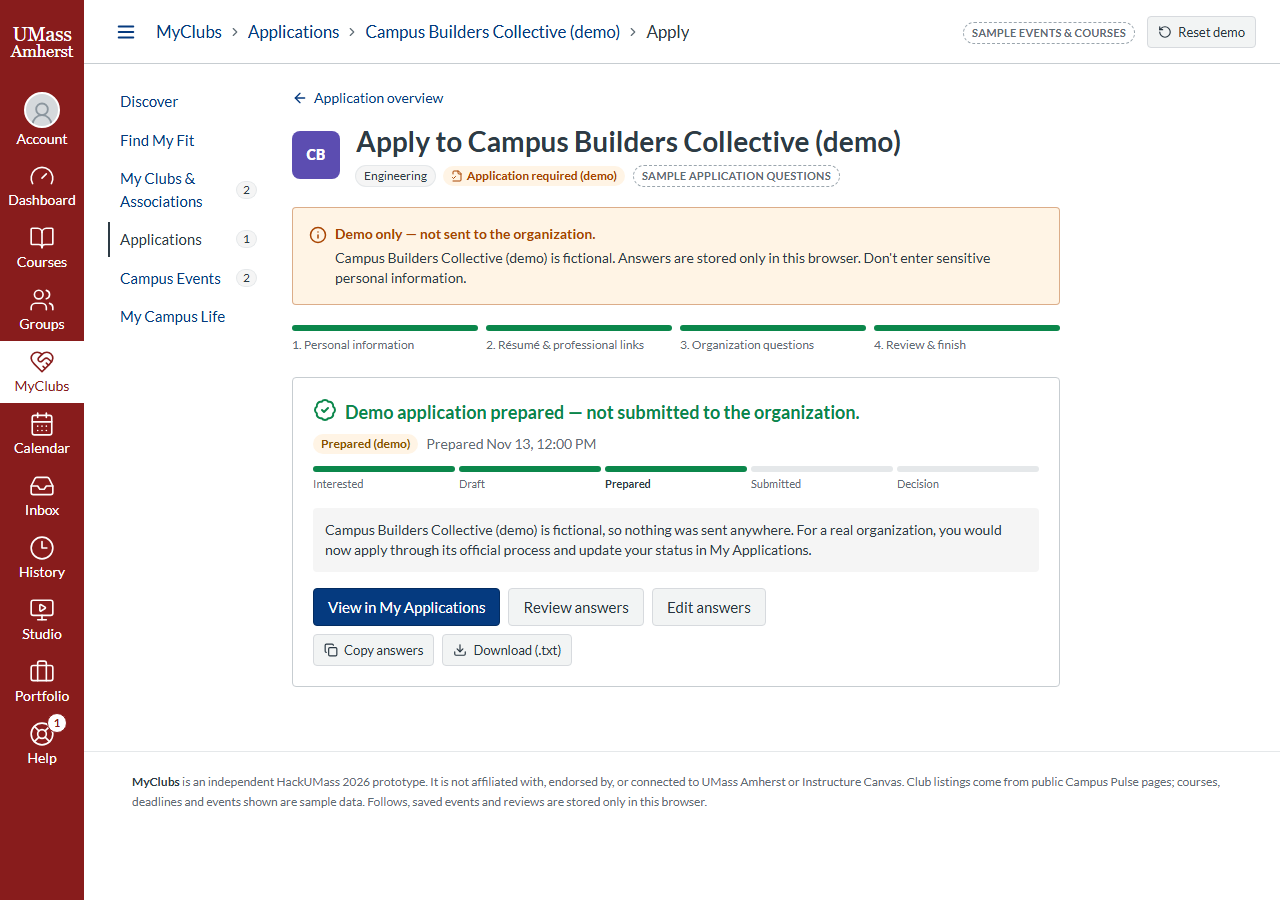 UMass
Amherst
Account
Dashboard
Courses
Groups
MyClubs
Calendar
Inbox
History
Studio
Portfolio
1
Help
MyClubs > Applications > Campus Builders Collective (demo) > Apply
SAMPLE EVENTS & COURSES
Reset demo
Discover
Find My Fit
My Clubs &
Associations
2
Applications
1
Campus Events
2
My Campus Life
Application overview
CB
Apply to Campus Builders Collective (demo)
Engineering
Application required (demo)
SAMPLE APPLICATION QUESTIONS
Demo only — not sent to the organization.
Campus Builders Collective (demo) is fictional. Answers are stored only in this browser. Don't enter sensitive
personal information.
1. Personal information
2. Résumé & professional links
3. Organization questions
4. Review & finish
Demo application prepared — not submitted to the organization.
Prepared (demo)
Prepared Nov 13, 12:00 PM
Interested
Draft
Prepared
Submitted
Decision
Campus Builders Collective (demo) is fictional, so nothing was sent anywhere. For a real organization, you would
now apply through its official process and update your status in My Applications.
View in My Applications
Review answers
Edit answers
Copy answers
Download (.txt)
MyClubs is an independent HackUMass 2026 prototype. It is not affiliated with, endorsed by, or connected to UMass Amherst or Instructure Canvas. Club listings come from public Campus Pulse pages; courses,
deadlines and events shown are sample data. Follows, saved events and reviews are stored only in this browser.